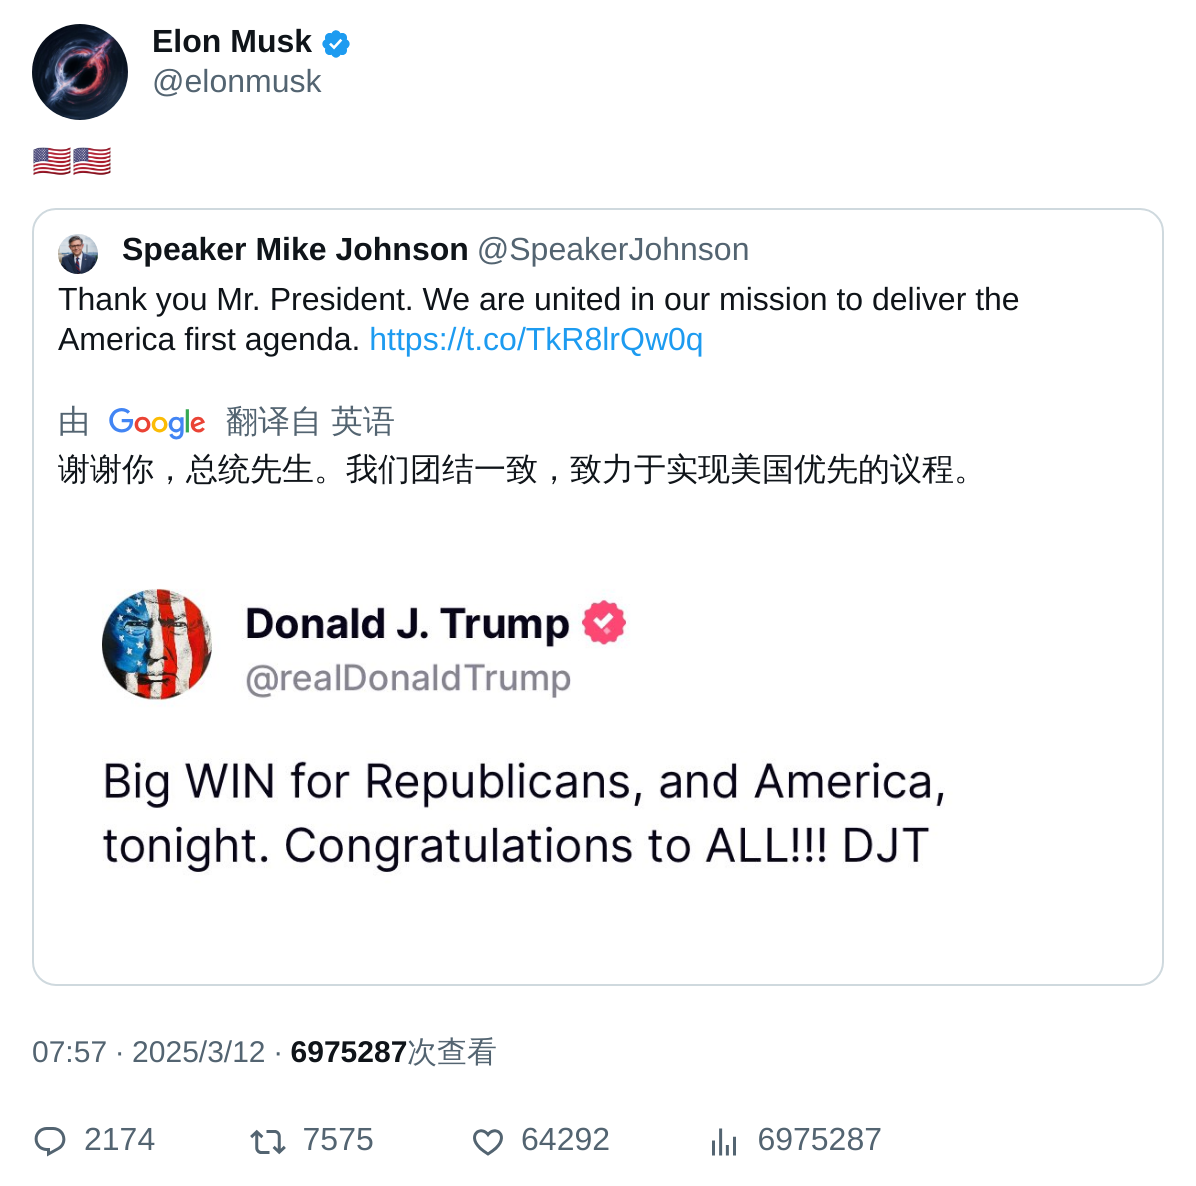 Elon Musk
@elonmusk
🇺🇸🇺🇸
Speaker Mike Johnson @SpeakerJohnson
Thank you Mr. President. We are united in our mission to deliver the
America first agenda. https://t.co/TkR8lrQw0q
由 Google 翻译自 英语
谢谢你，总统先生。我们团结一致，致力于实现美国优先的议程。
Donald J. Trump
@realDonaldTrump
Big WIN for Republicans, and America,
tonight. Congratulations to ALL!!! DJT
07:57 · 2025/3/12 · 6975287次查看
2174 7575 64292 6975287